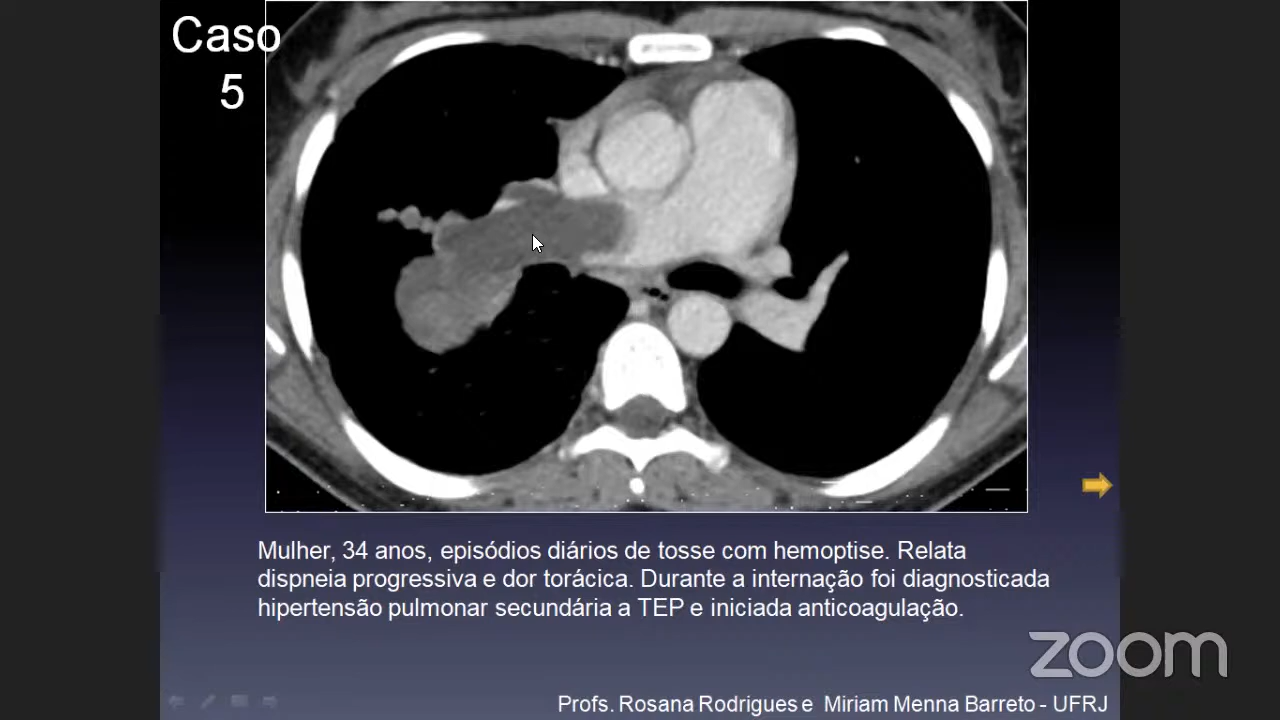 Caso
5
Mulher, 34 anos, episódios diários de tosse com hemoptise. Relata
dispneia progressiva e dor torácica. Durante a internação foi diagnosticada
hipertensão pulmonar secundária a TEP e iniciada anticoagulação.
zoom
Profs. Rosana Rodrigues e Miriam Menna Barreto - UFRJ